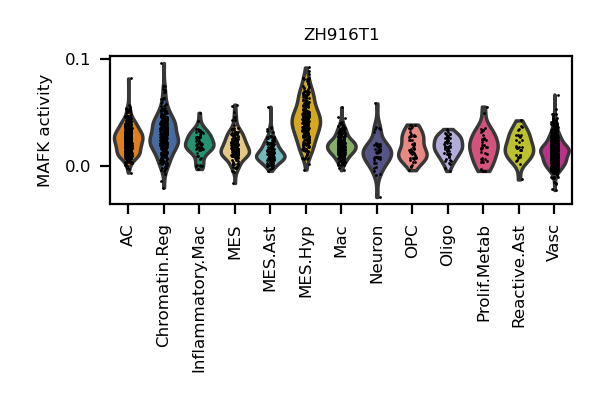 ZH916T1
MAFK activity
0.1
0.0
AC
Chromatin.Reg
Inflammatory.Mac
MES
MES.Ast
MES.Hyp
Mac
Neuron
OPC
Oligo
Prolif.Metab
Reactive.Ast
Vasc